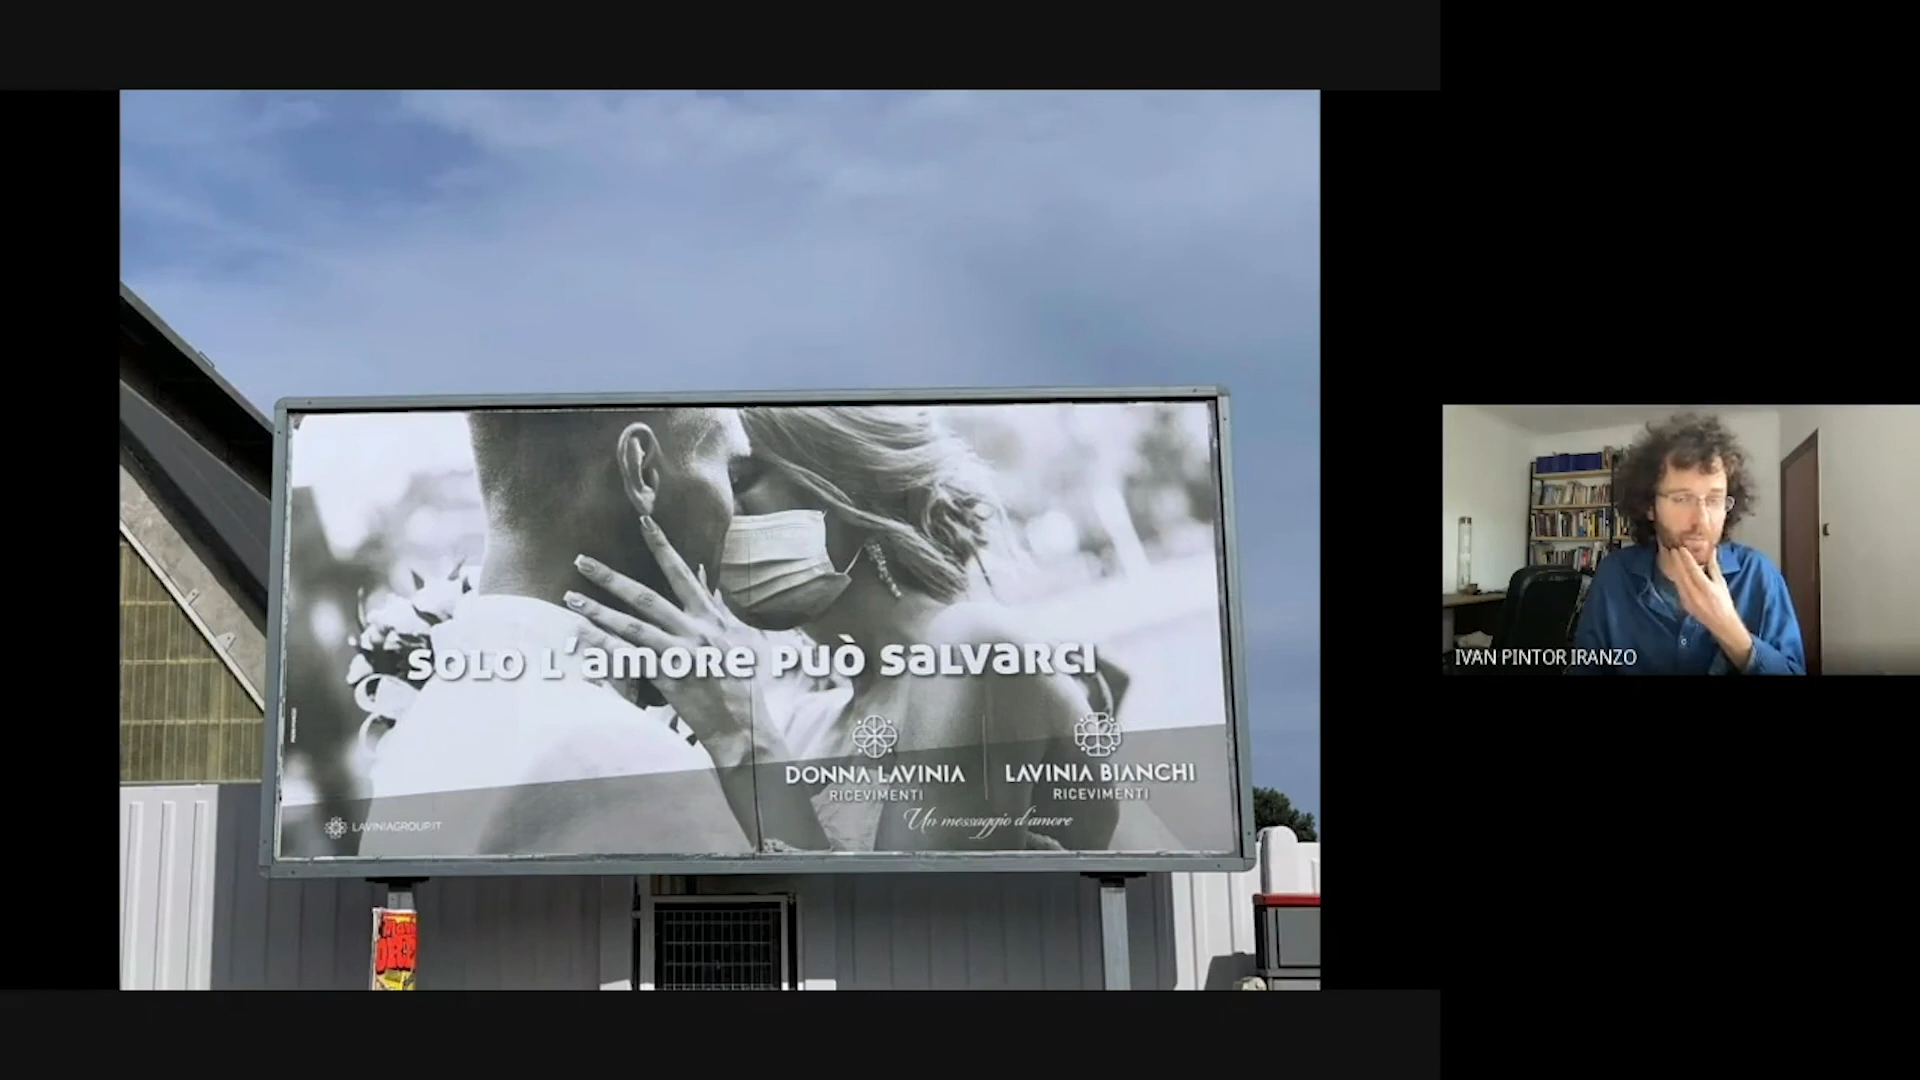 SOLO L'AMORE PUÒ SALVARCI
DONNA LAVINIA
RICEVIMENTI
LAVINIA BIANCHI
RICEVIMENTI
Un messaggio d'amore
LAVINIAGROUP.IT
IVAN PINTOR IRANZO